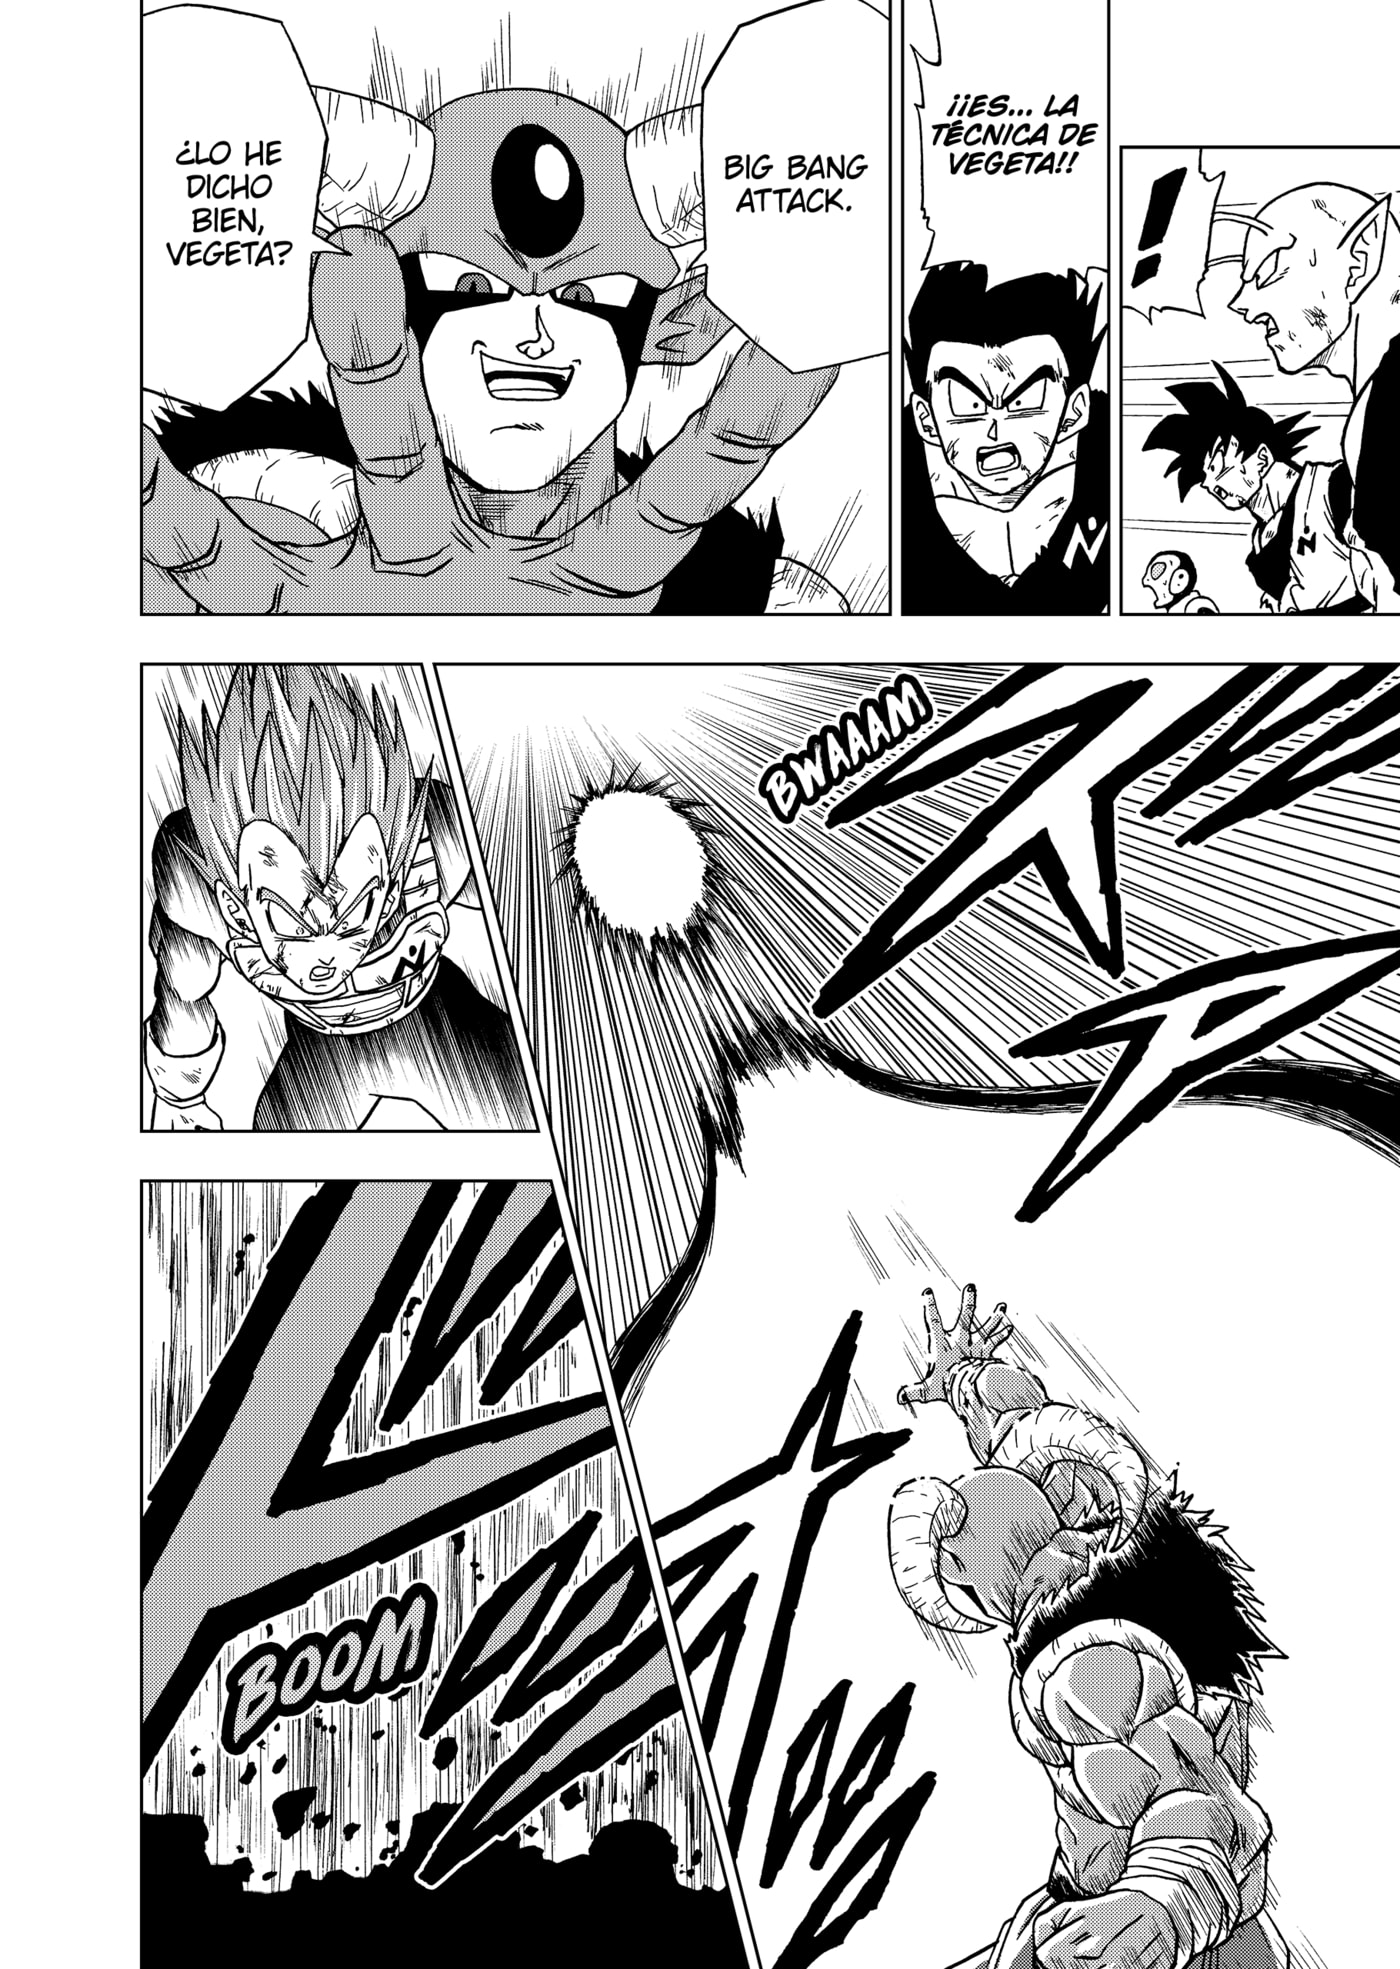 ¡¡ES... LA
TÉCNICA DE
VEGETA!!
BIG BANG
ATTACK.
¿LO HE
DICHO
BIEN,
VEGETA?
BWAAAM
BOOM